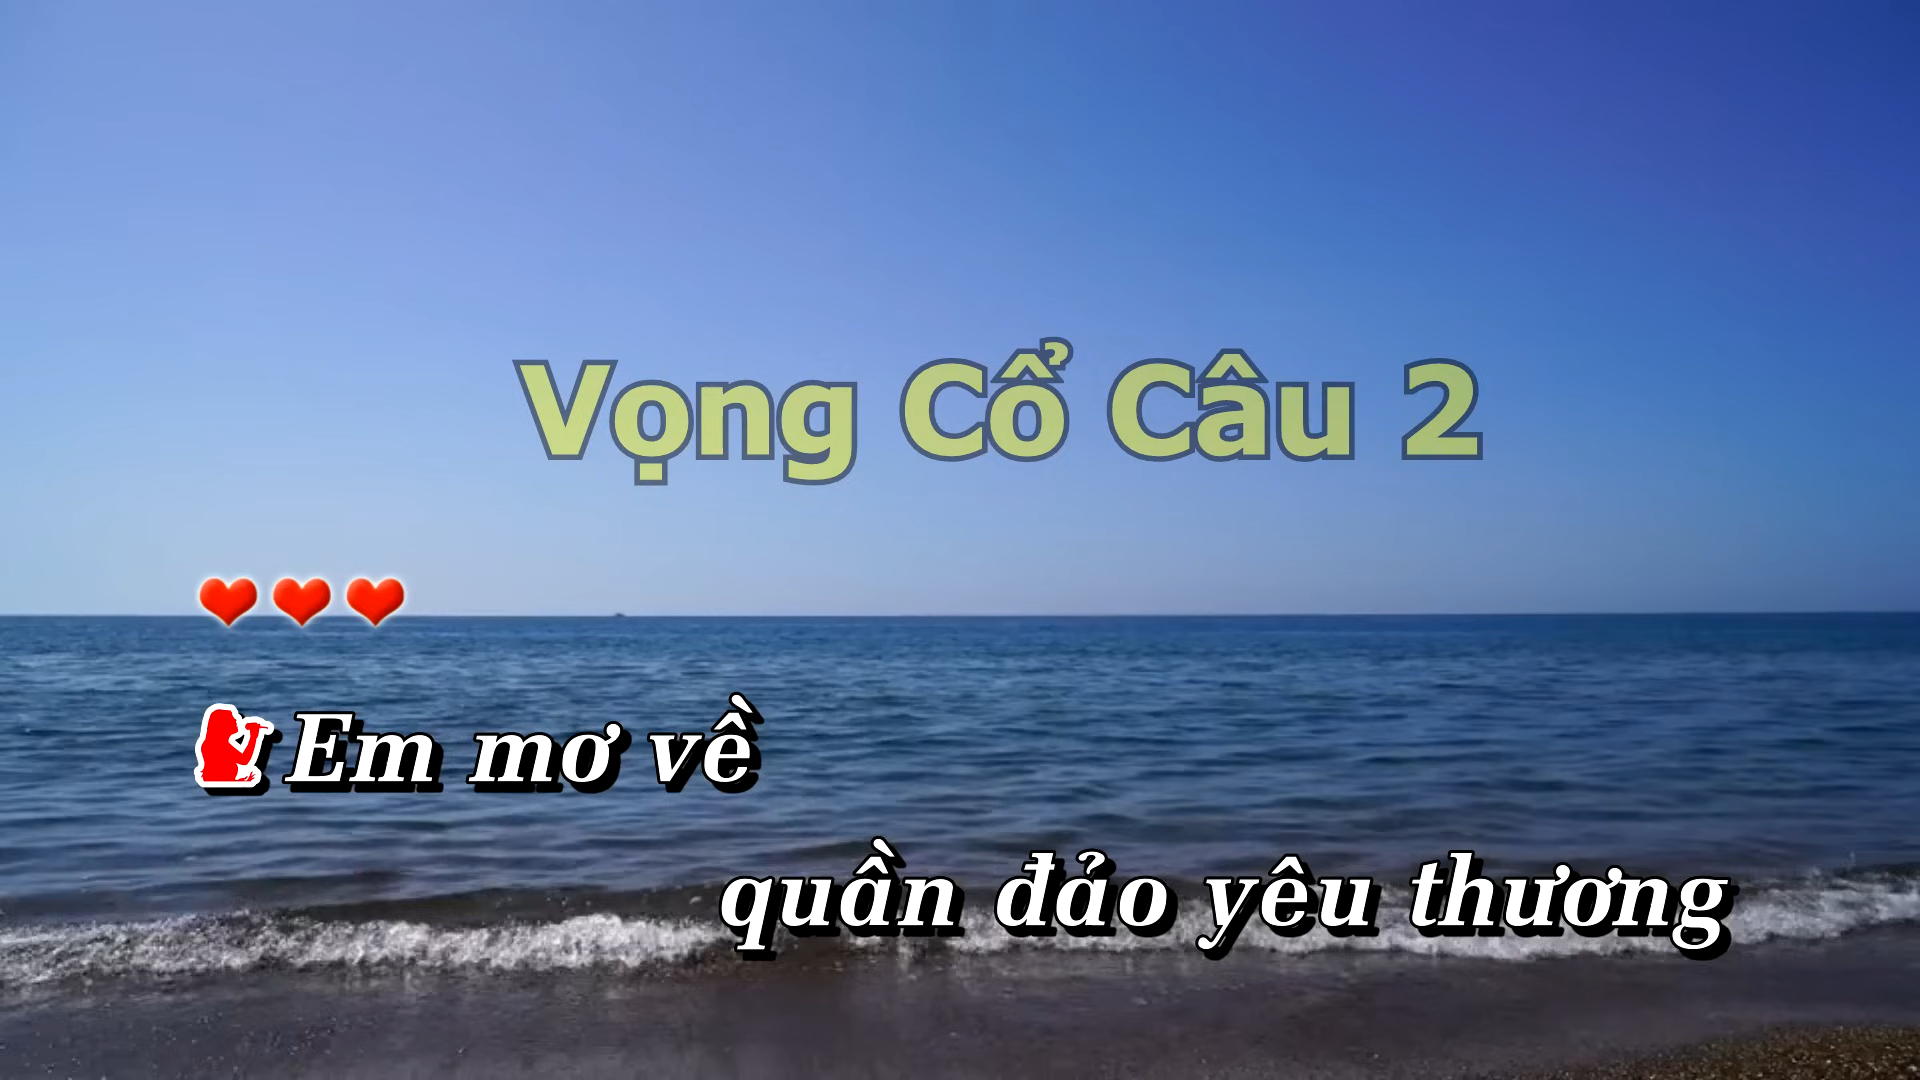 Vọng Cổ Câu 2
Em mơ về
quần đảo yêu thương